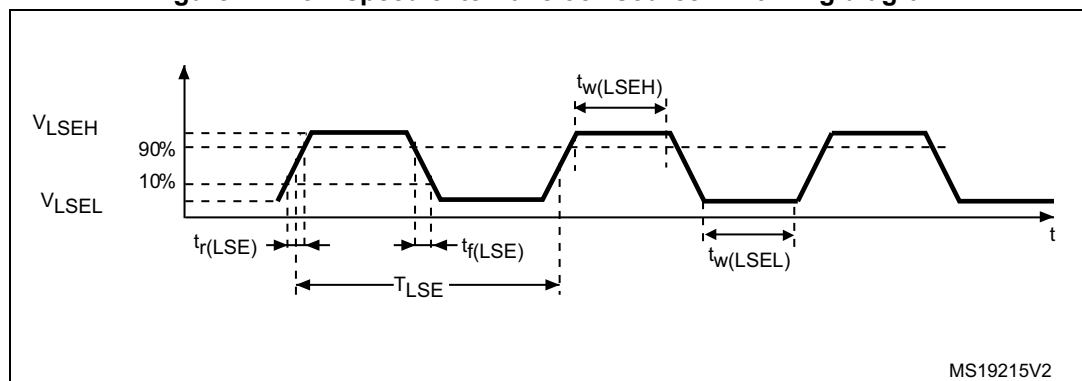 V_LSEH
90%
10%
V_LSEL
t_r(LSE)
t_f(LSE)
T_LSE
t_w(LSEH)
t_w(LSEL)
t
MS19215V2